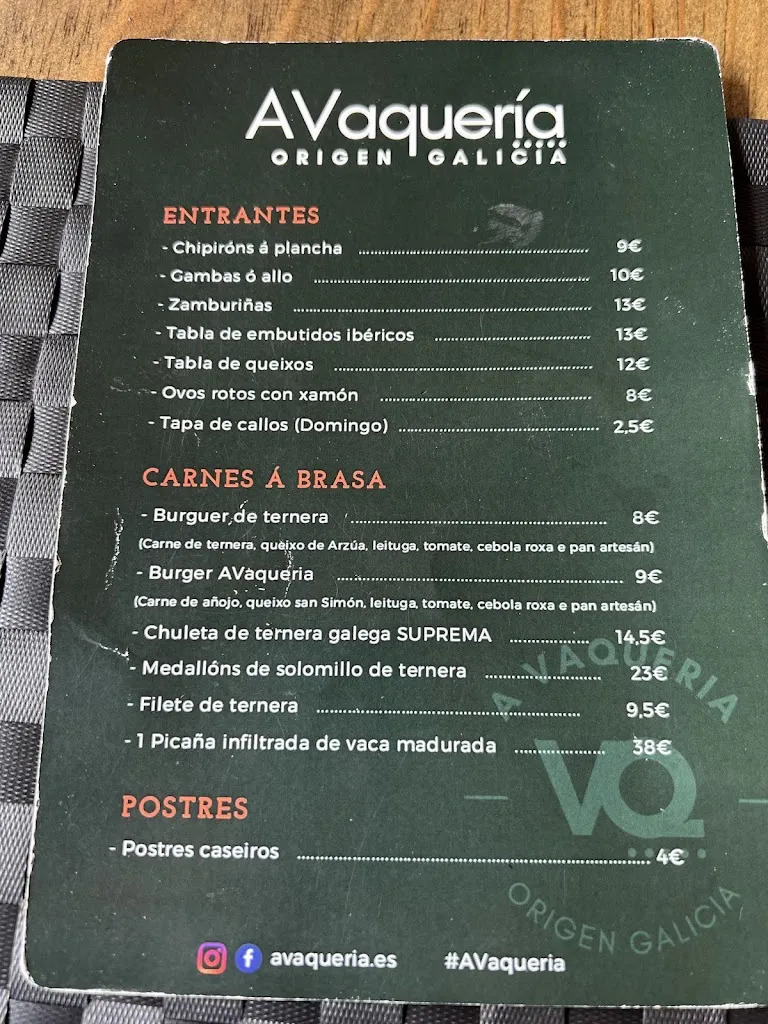 AVaquería
ORIGEN GALICIA
ENTRANTES
- Chipiróns á plancha ........ 9€
- Gambas ó allo ........ 10€
- Zamburiñas ........ 13€
- Tabla de embutidos ibéricos ........ 13€
- Tabla de queixos ........ 12€
- Ovos rotos con xamón ........ 8€
- Tapa de callos (Domingo) ........ 2,5€
CARNES Á BRASA
- Burguer de ternera ........ 8€
(Carne de ternera, queixo de Arzúa, leituga, tomate, cebola roxa e pan artesán)
- Burger AVaqueria ........ 9€
(Carne de añojo, queixo san Simón, leituga, tomate, cebola roxa e pan artesán)
- Chuleta de ternera galega SUPREMA ........ 14,5€
- Medallóns de solomillo de ternera ........ 23€
- Filete de ternera ........ 9,5€
- 1 Picaña infiltrada de vaca madurada ........ 38€
A VAQUERIA
VQ
ORIGEN GALICIA
POSTRES
- Postres caseiros ........ 4€
avaqueria.es #AVaqueria